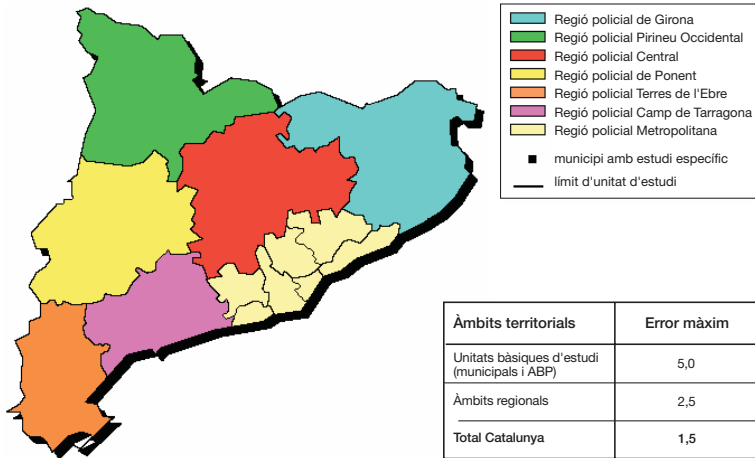 Regió policial de Girona
Regió policial Pirineu Occidental
Regió policial Central
Regió policial de Ponent
Regió policial Terres de l'Ebre
Regió policial Camp de Tarragona
Regió policial Metropolitana
municipi amb estudi específic
límit d'unitat d'estudi
Àmbits territorials Error màxim
Unitats bàsiques d'estudi
(municipals i ABP) 5,0
Àmbits regionals 2,5
Total Catalunya 1,5